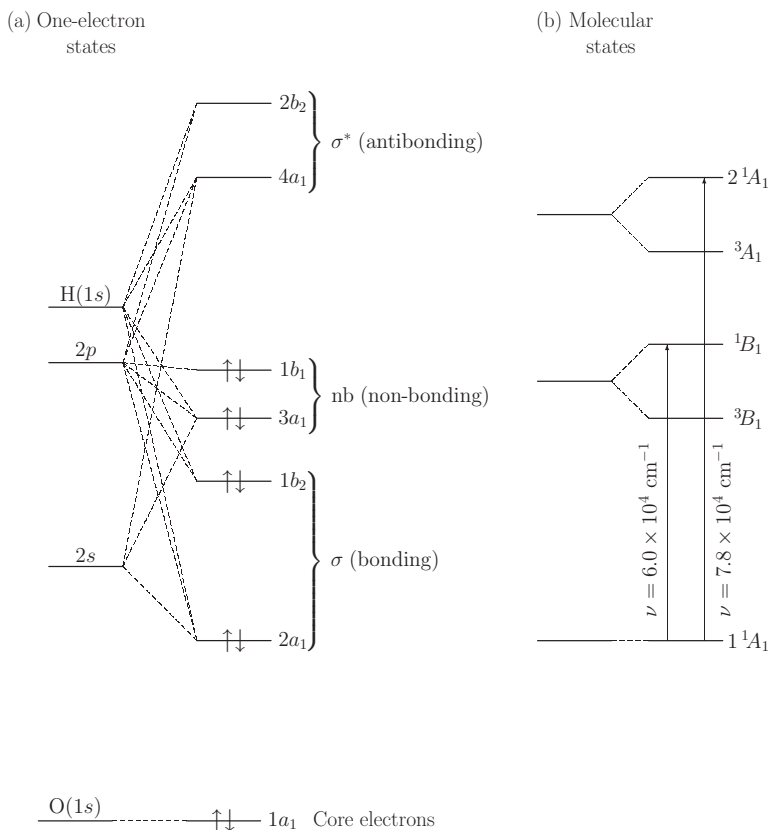 (a) One-electron
states
(b) Molecular
states
2b₂
σ* (antibonding)
4a₁
H(1s)
2p
1b₁
nb (non-bonding)
3a₁
1b₂
2s
σ (bonding)
2a₁
O(1s)
1a₁ Core electrons
2 ¹A₁
³A₁
¹B₁
³B₁
ν = 6.0 × 10⁴ cm⁻¹
ν = 7.8 × 10⁴ cm⁻¹
1 ¹A₁